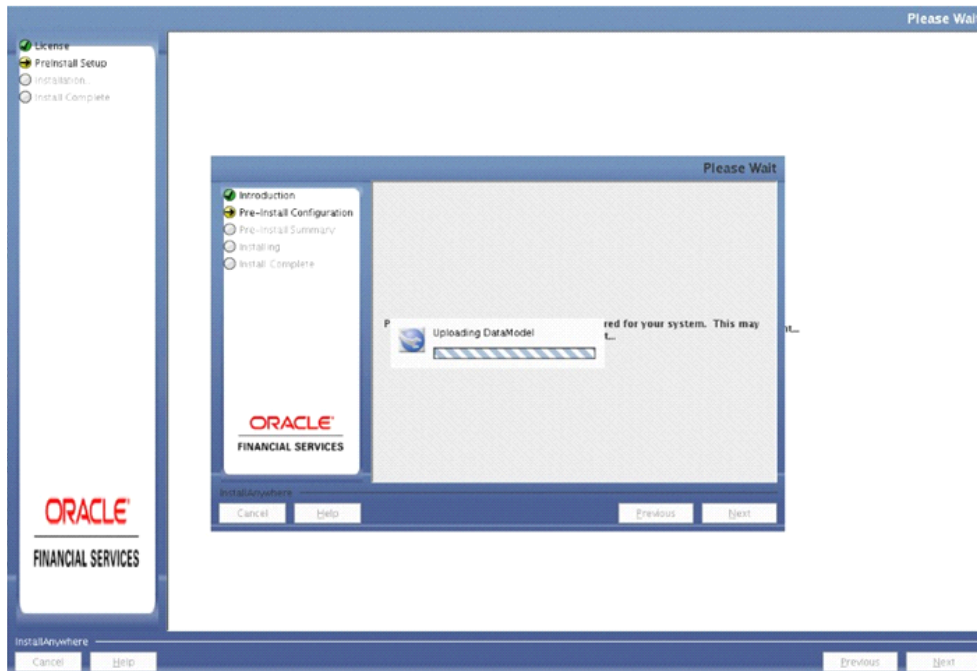 Please Wai
License
PreInstall Setup
Installation...
Install Complete
Please Wait
Introduction
Pre-Install Configuration
Pre-Install Summary
Installing
Install Complete
P
red for your system. This may
nt...
t...
Uploading DataModel
ORACLE
FINANCIAL SERVICES
InstallAnywhere
Cancel
Help
Previous
Next
ORACLE
FINANCIAL SERVICES
InstallAnywhere
Cancel
Help
Previous
Next